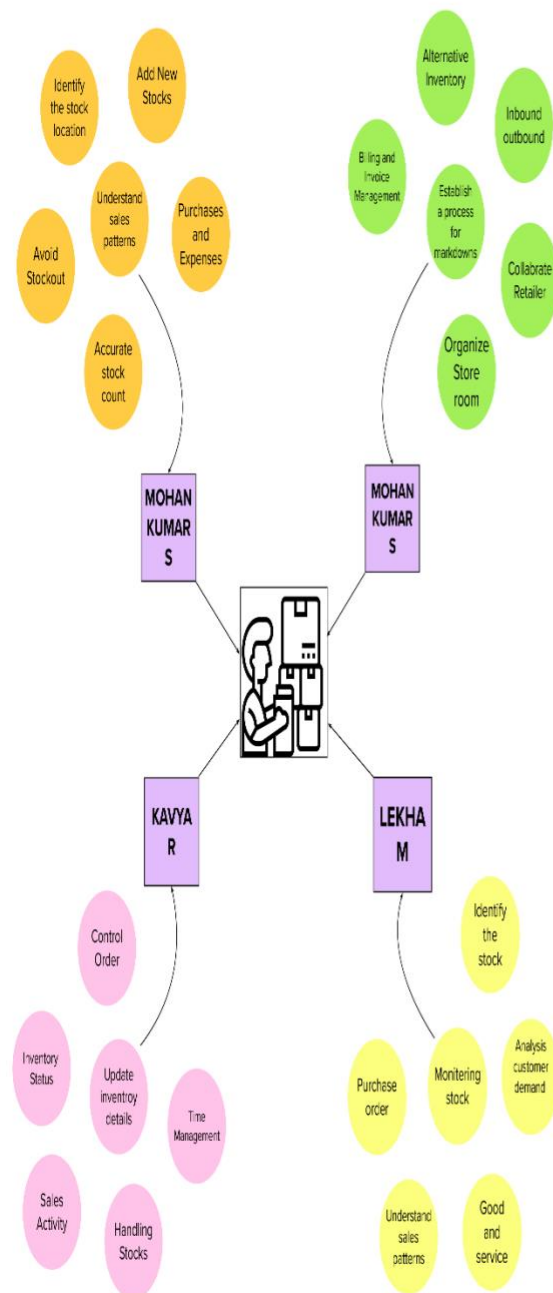 Add New
Stocks
Identify
the stock
location
Understand
sales
patterns
Purchases
and
Expenses
Avoid
Stockout
Accurate
stock
count
Alternative
Inventory
Inbound
outbound
Billing and
Invoice
Management
Establish
a process
for
markdowns
Collabrate
Retailer
Organize
Store
room
MOHAN
KUMAR
S
MOHAN
KUMAR
S
KAVYA
R
LEKHA
M
Control
Order
Inventory
Status
Update
inventroy
details
Time
Management
Sales
Activity
Handling
Stocks
Identify
the
stock
Analysis
customer
demand
Purchase
order
Monitering
stock
Understand
sales
patterns
Good
and
service